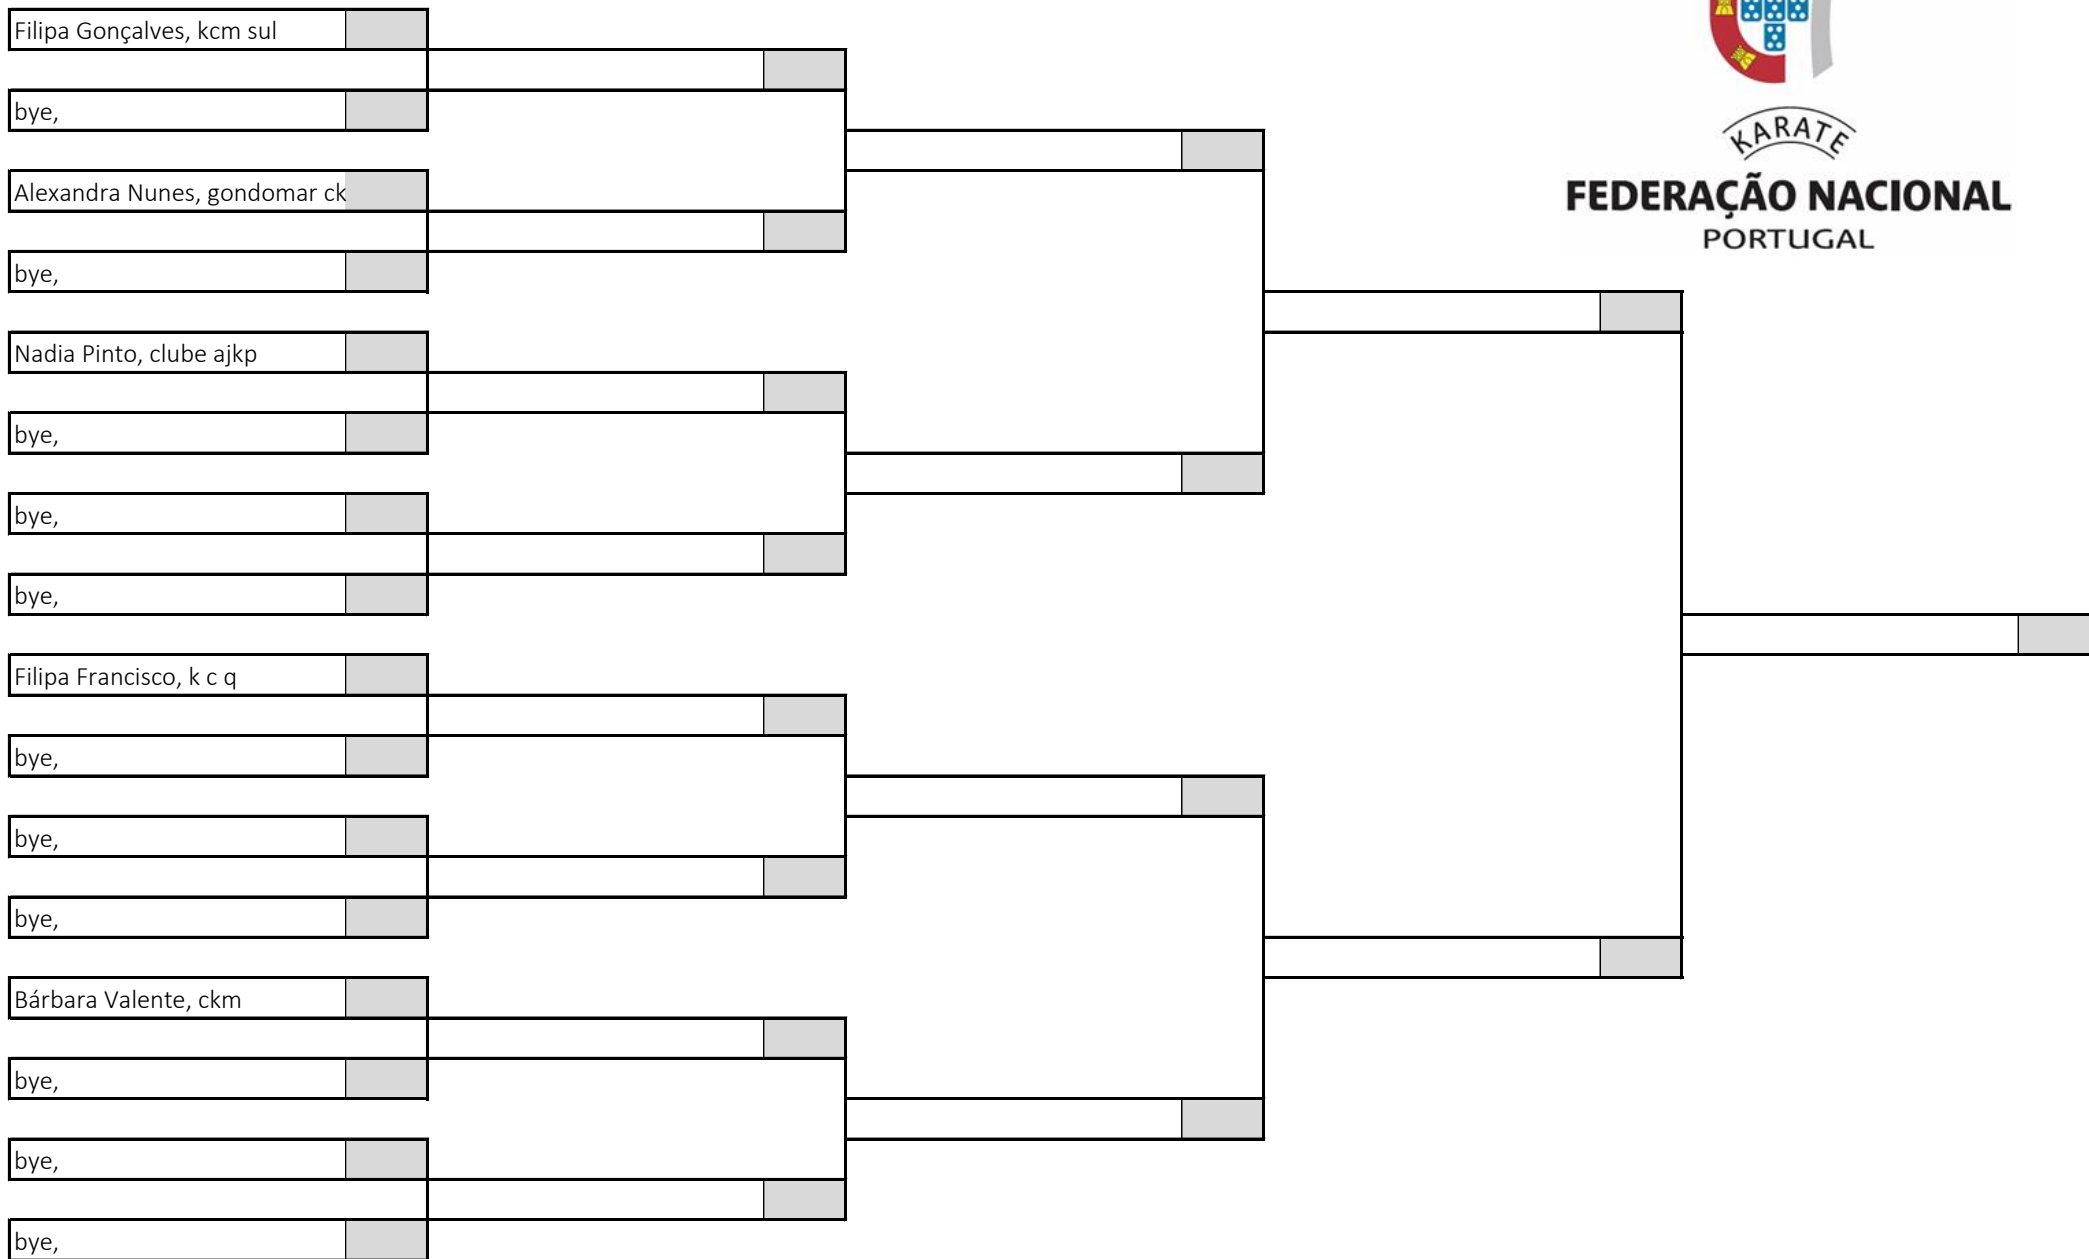 Filipa Gonçalves, kcm sul
bye,
Alexandra Nunes, gondomar ck
bye,
Nadia Pinto, clube ajkp
bye,
bye,
bye,
Filipa Francisco, k c q
bye,
bye,
bye,
Bárbara Valente, ckm
bye,
bye,
bye,
KARATE
FEDERAÇÃO NACIONAL
PORTUGAL